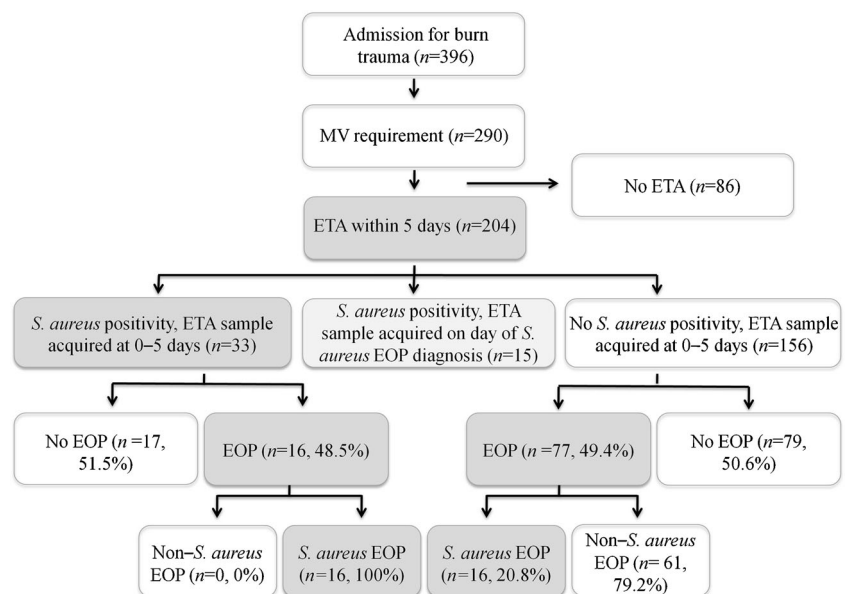 Admission for burn
trauma (n=396)
MV requirement (n=290)
No ETA (n=86)
ETA within 5 days (n=204)
S. aureus positivity, ETA sample
acquired at 0–5 days (n=33)
S. aureus positivity, ETA
sample acquired on day of S.
aureus EOP diagnosis (n=15)
No S. aureus positivity, ETA sample
acquired at 0–5 days (n=156)
No EOP (n =17,
51.5%)
EOP (n=16, 48.5%)
EOP (n =77, 49.4%)
No EOP (n=79,
50.6%)
Non–S. aureus
EOP (n=0, 0%)
S. aureus EOP
(n=16, 100%)
S. aureus EOP
(n=16, 20.8%)
Non–S. aureus
EOP (n= 61,
79.2%)